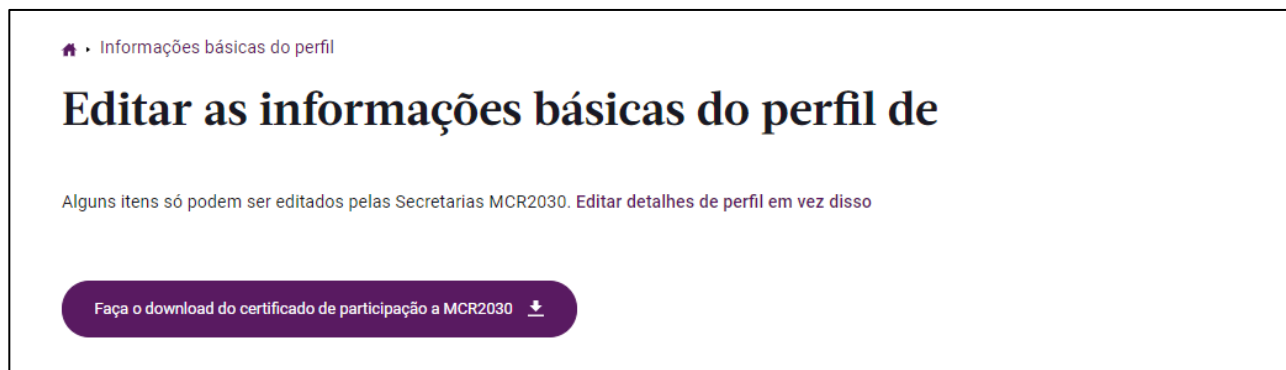 Informações básicas do perfil
Editar as informações básicas do perfil de
Alguns itens só podem ser editados pelas Secretarias MCR2030. Editar detalhes de perfil em vez disso
Faça o download do certificado de participação a MCR2030